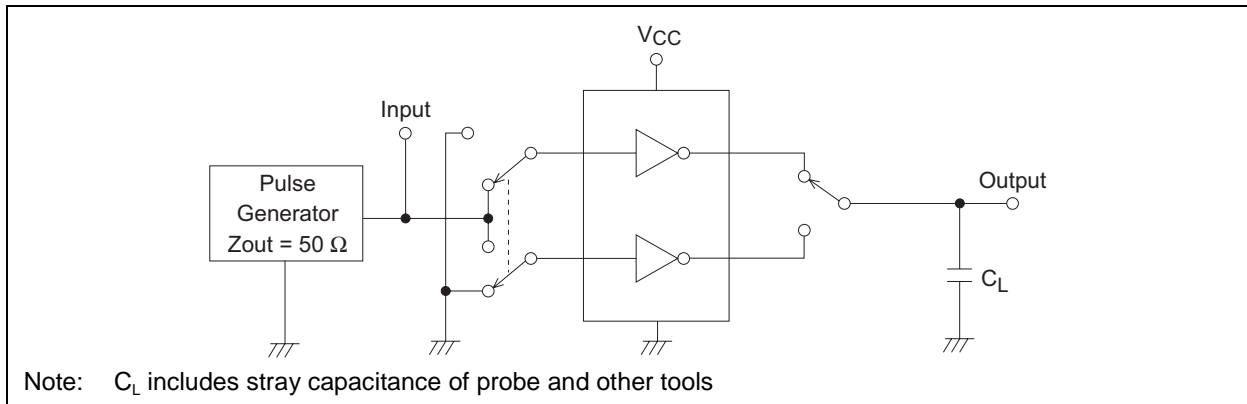 VCC
Input
Pulse
Generator
Zout = 50 Ω
Output
CL
Note: CL includes stray capacitance of probe and other tools